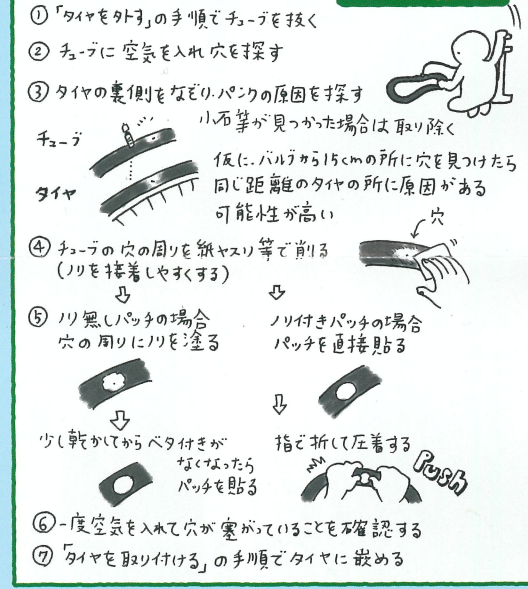 ① 「タイヤを外す」の手順でチューブを抜く
② チューブに空気を入れ穴を探す
③ タイヤの裏側をなぞり、パンクの原因を探す
小石等が見つかった場合は取り除く
チューブ
タイヤ
仮に、バルブから15cmの所に穴を見つけたら
同じ距離のタイヤの所に原因がある
可能性が高い
穴
④ チューブの穴の周りを紙ヤスリ等で削る
(ノリを接着しやすくする)
⑤ ノリ無しパッチの場合
穴の周りにノリを塗る
ノリ付きパッチの場合
パッチを直接貼る
少し乾かしてからベタ付きが
なくなったら
パッチを貼る
指で折して圧着する
Push
⑥ 一度空気を入れて穴が塞がっていることを確認する
⑦ 「タイヤを取り付ける」の手順でタイヤに嵌める